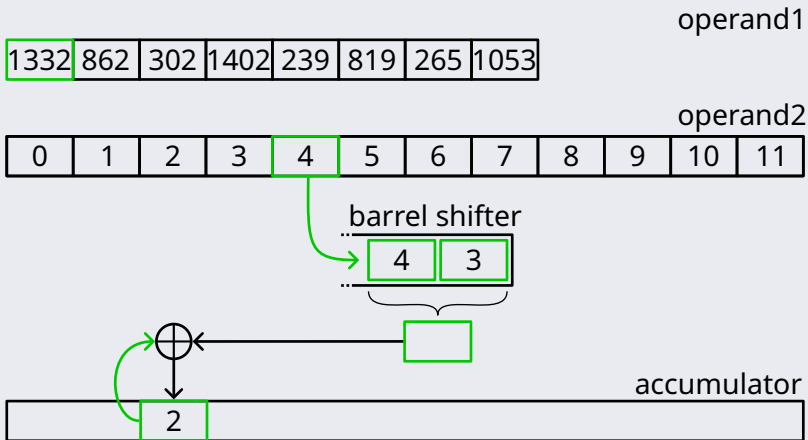 operand1
1332 862 302 1402 239 819 265 1053
operand2
0 1 2 3 4 5 6 7 8 9 10 11
barrel shifter
4 3
accumulator
2